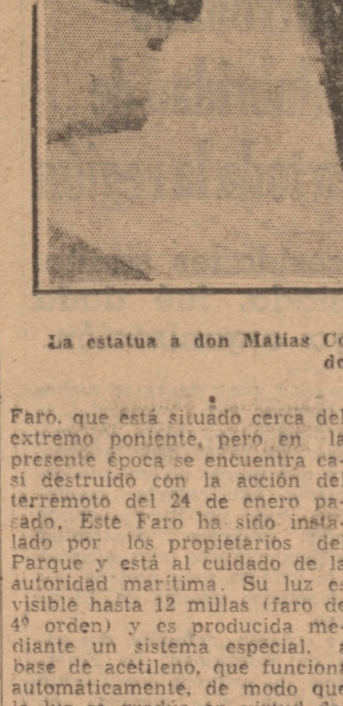 La estatua a don Matias Co
de
Faro, que está situado cerca del
extremo poniente, pero en la
presente época se encuentra ca-
si destruído con la acción del
terremoto del 24 de enero pa-
sado. Este Faro ha sido insta-
lado por los propietarios del
Parque y está al cuidado de la
autoridad marítima. Su luz es
visible hasta 12 millas (faro de
4º orden) y es producida me-
diante un sistema especial, a
base de acetileno, que funciona
automáticamente, de modo que